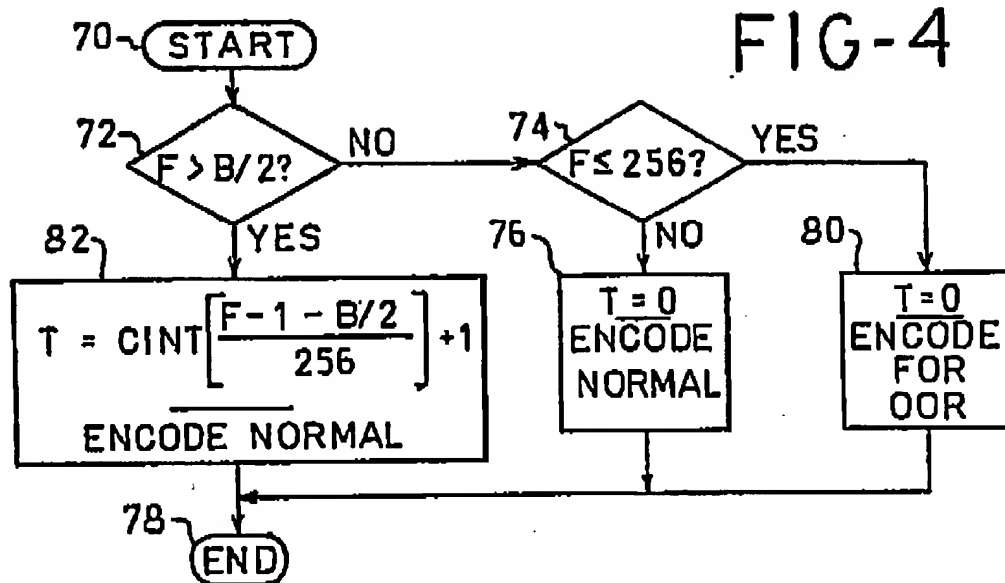 FIG-4
70 START
72 F > B/2? NO
YES
74 F ≤ 256? YES
NO
82
T = CINT[(F-1-B/2)/256] +1
ENCODE NORMAL
76
T=0
ENCODE
NORMAL
80
T=0
ENCODE
FOR
OOR
78 END